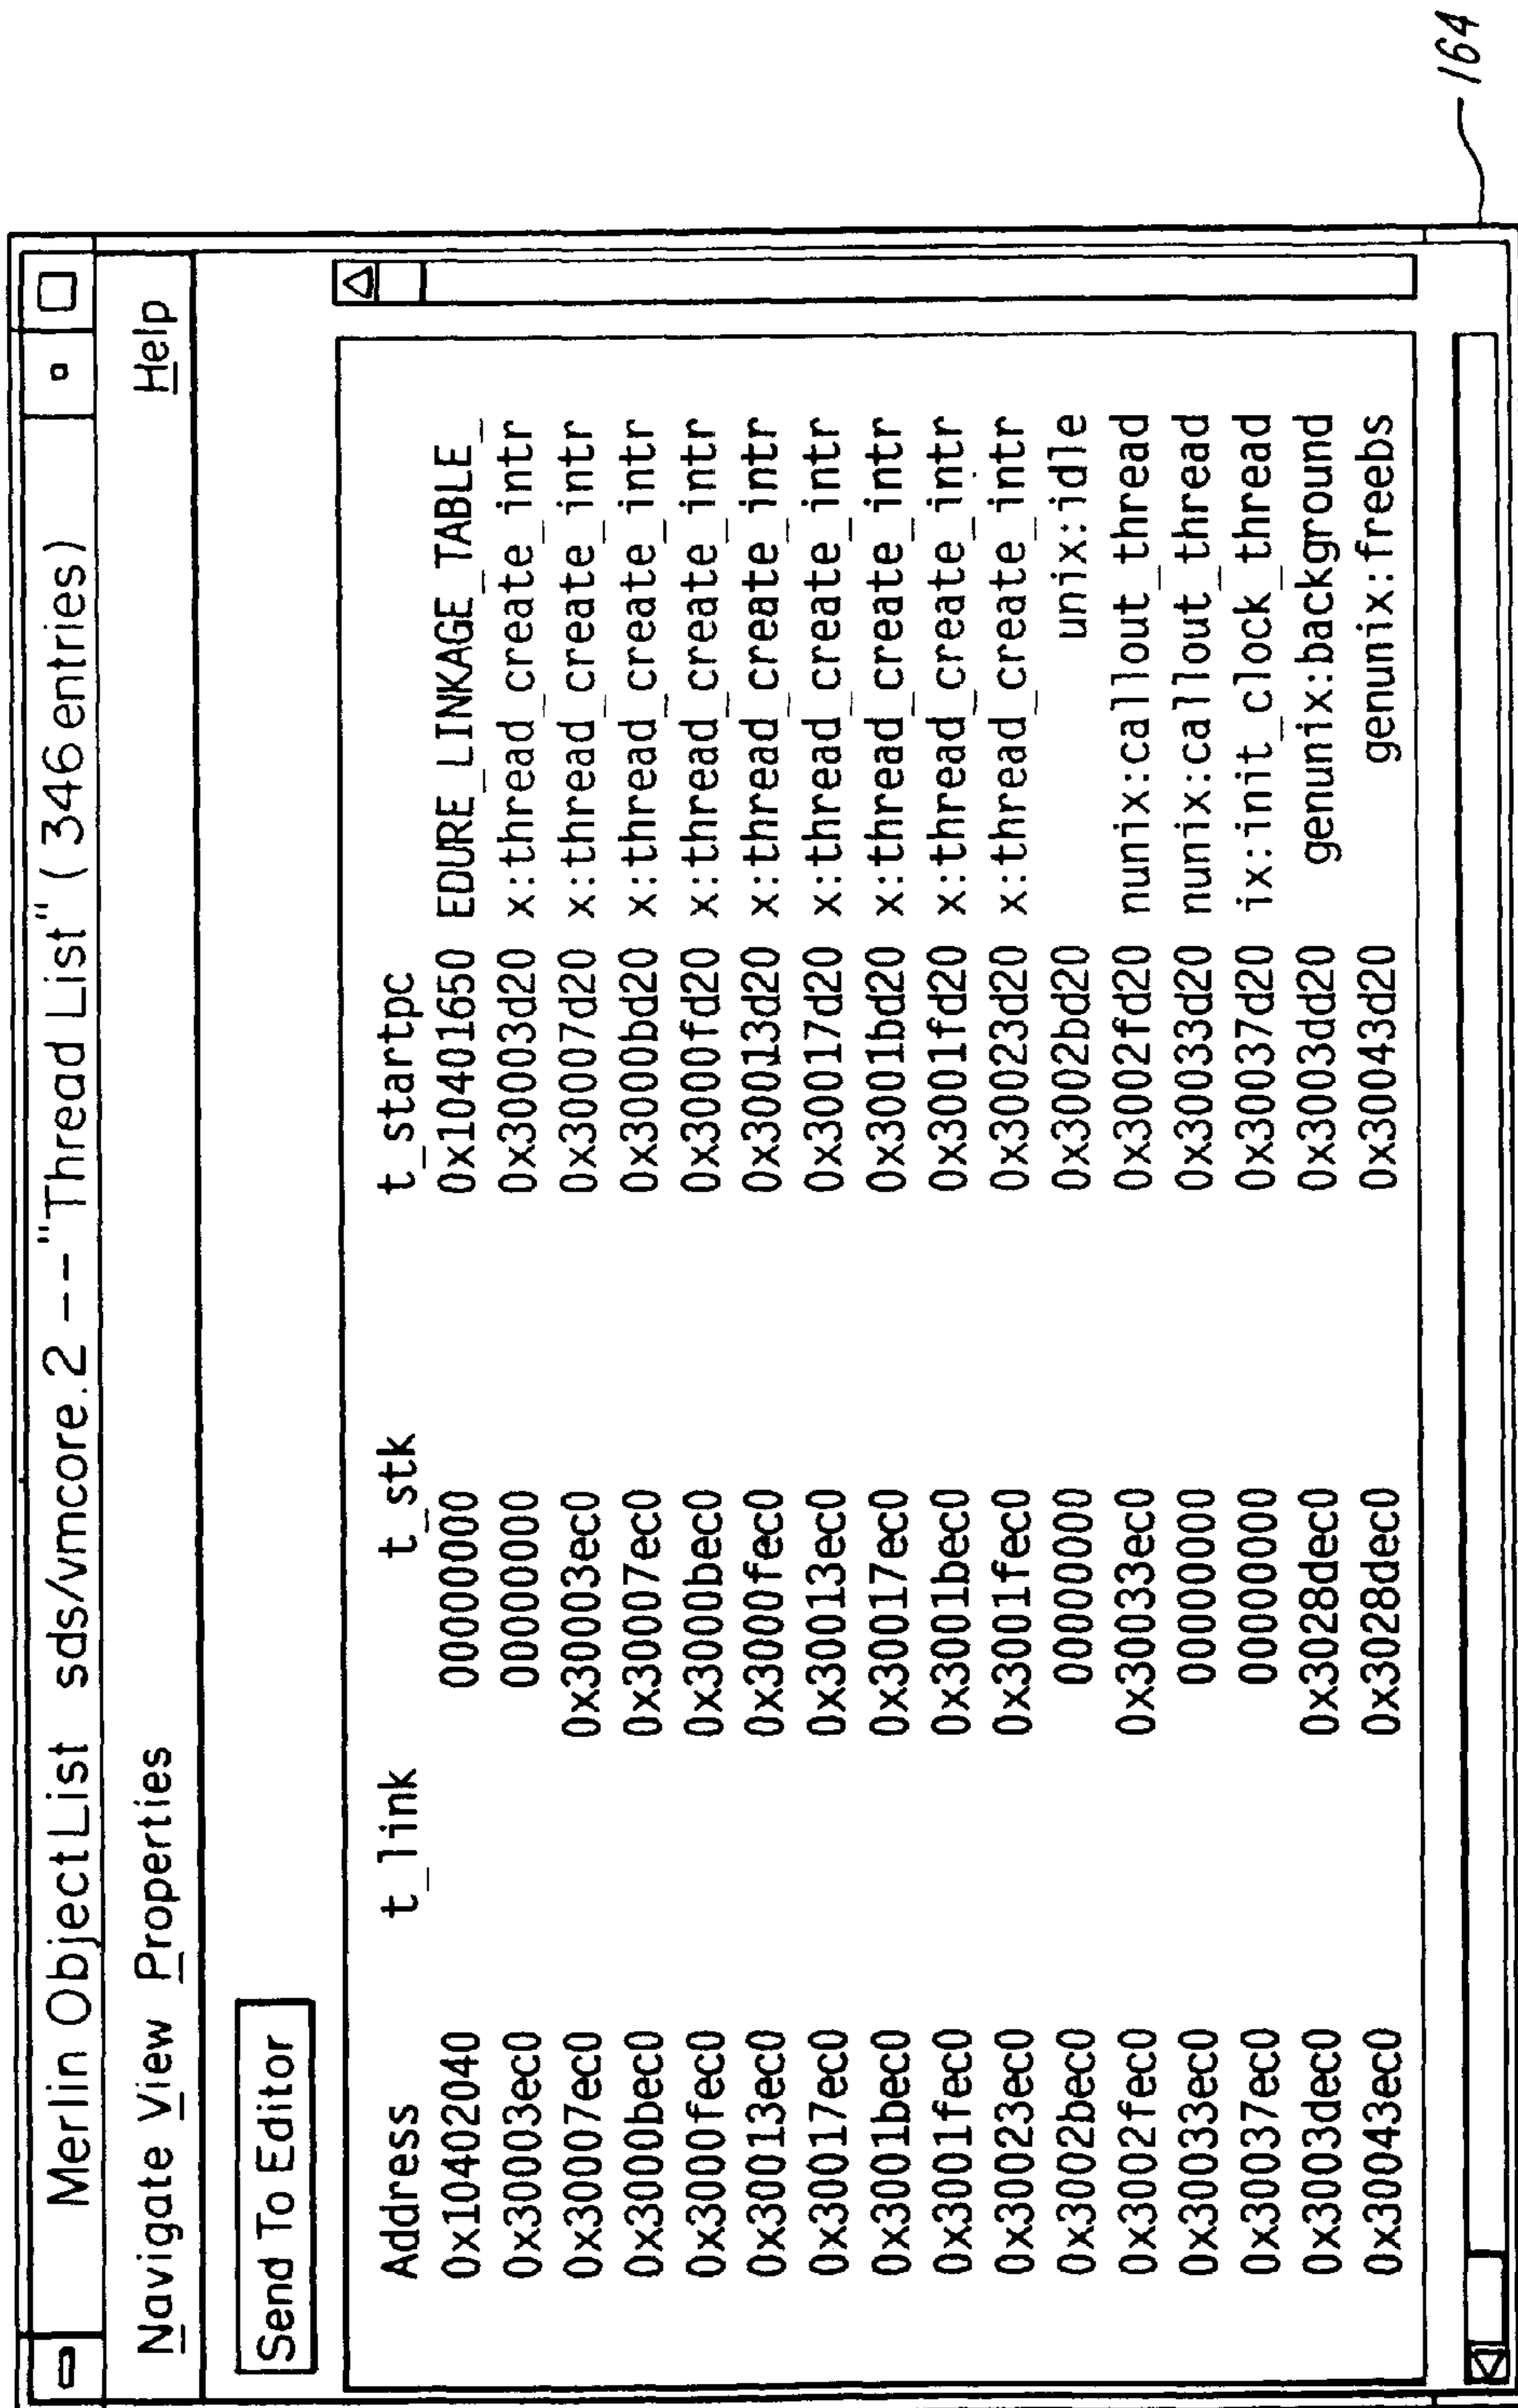 Merlin ObjectList sds/vmcore.2 --"Thread List" (346 entries)
Navigate View Properties Help
Send To Editor
Address t_link t_stk t_startpc
0x10402040 00000000 0x10401650 EDURE_LINKAGE_TABLE_
0x30003ec0 00000000 0x30003d20 x:thread_create_intr
0x30007ec0 0x30003ec0 0x30007d20 x:thread_create_intr
0x3000bec0 0x30007ec0 0x3000bd20 x:thread_create_intr
0x3000fec0 0x3000bec0 0x3000fd20 x:thread_create_intr
0x30013ec0 0x3000fec0 0x30013d20 x:thread_create_intr
0x30017ec0 0x30013ec0 0x30017d20 x:thread_create_intr
0x3001bec0 0x30017ec0 0x3001bd20 x:thread_create_intr
0x3001fec0 0x3001bec0 0x3001fd20 x:thread_create_intr
0x30023ec0 0x3001fec0 0x30023d20 x:thread_create_intr
0x3002bec0 00000000 0x3002bd20 unix:idle
0x3002fec0 0x30033ec0 0x3002fd20 nunix:callout_thread
0x30033ec0 00000000 0x30033d20 nunix:callout_thread
0x30037ec0 00000000 0x30037d20 ix:init_clock_thread
0x3003dec0 0x3028dec0 0x3003dd20 genunix:background
0x30043ec0 0x3028dec0 0x30043d20 genunix:freebs
164